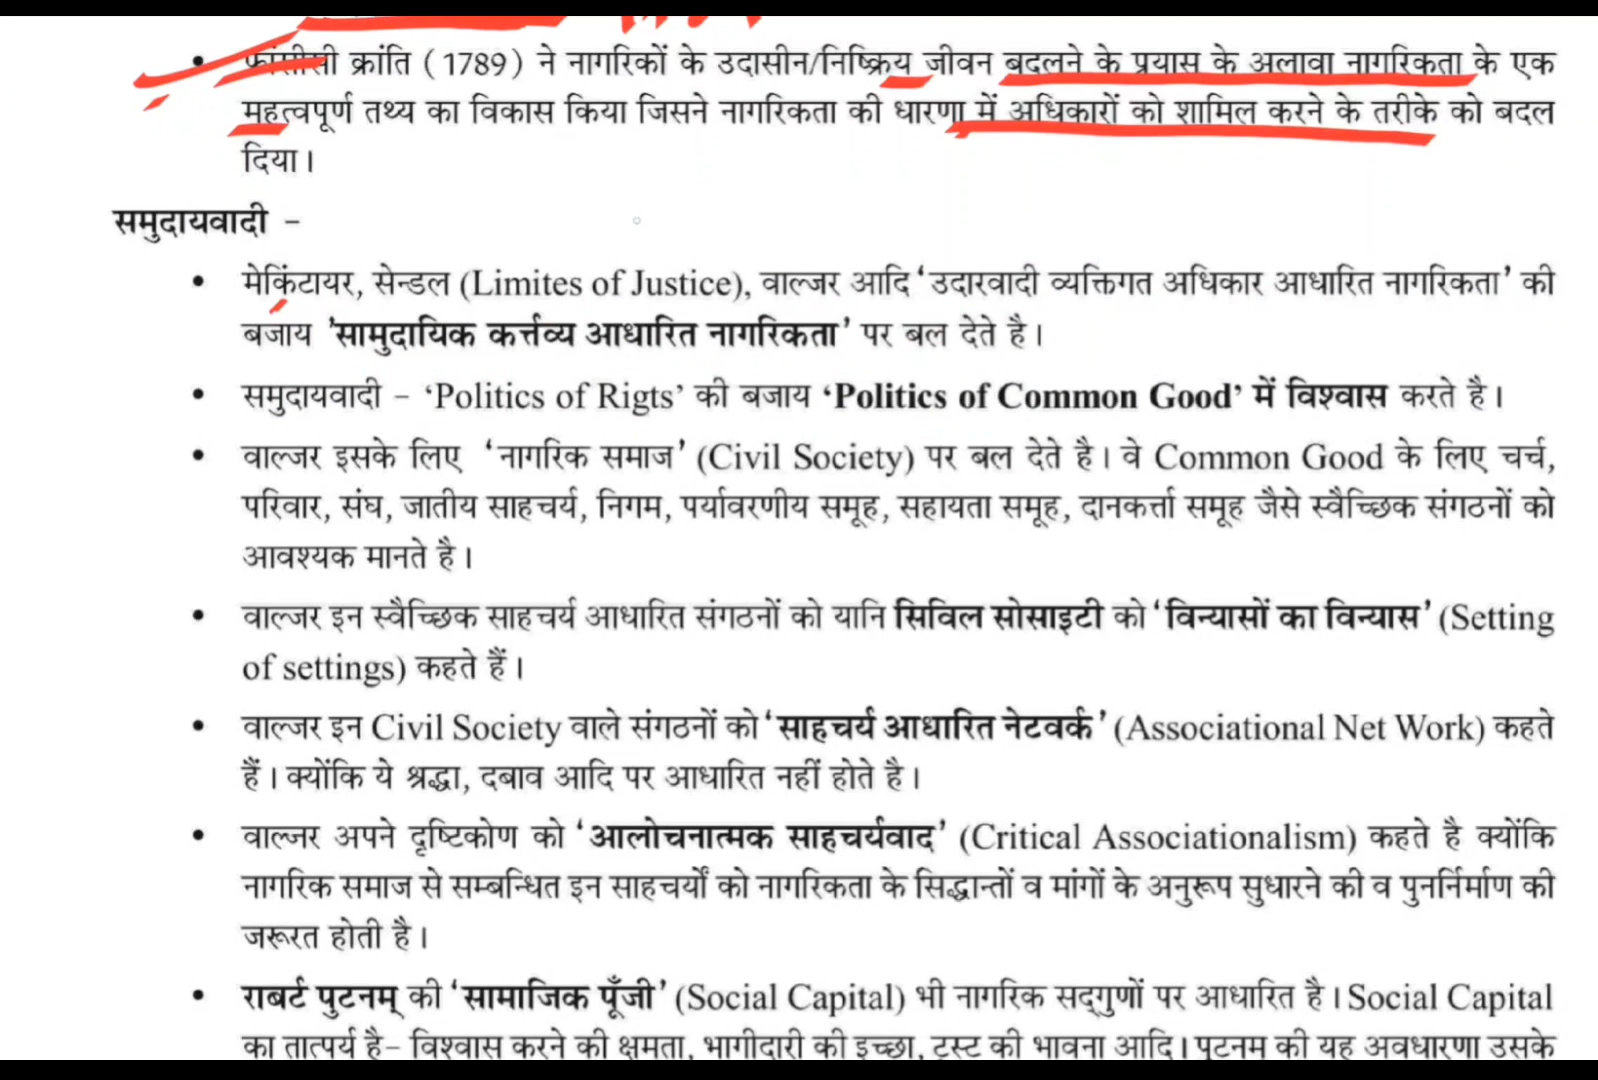 फ्रांसीसी क्रांति ( 1789 ) ने नागरिकों के उदासीन/निष्क्रिय जीवन बदलने के प्रयास के अलावा नागरिकता के एक
महत्वपूर्ण तथ्य का विकास किया जिसने नागरिकता की धारणा में अधिकारों को शामिल करने के तरीके को बदल
दिया।
समुदायवादी –
• मेकिंटायर, सेन्डल (Limites of Justice), वाल्जर आदि ‘उदारवादी व्यक्तिगत अधिकार आधारित नागरिकता’ की
बजाय ’सामुदायिक कर्त्तव्य आधारित नागरिकता’ पर बल देते है।
• समुदायवादी – ‘Politics of Rigts’ की बजाय ‘Politics of Common Good’ में विश्वास करते है।
• वाल्जर इसके लिए ‘नागरिक समाज’ (Civil Society) पर बल देते है। वे Common Good के लिए चर्च,
परिवार, संघ, जातीय साहचर्य, निगम, पर्यावरणीय समूह, सहायता समूह, दानकर्त्ता समूह जैसे स्वैच्छिक संगठनों को
आवश्यक मानते है।
• वाल्जर इन स्वैच्छिक साहचर्य आधारित संगठनों को यानि सिविल सोसाइटी को ‘विन्यासों का विन्यास’ (Setting
of settings) कहते हैं।
• वाल्जर इन Civil Society वाले संगठनों को ‘साहचर्य आधारित नेटवर्क’ (Associational Net Work) कहते
हैं। क्योंकि ये श्रद्धा, दबाव आदि पर आधारित नहीं होते है।
• वाल्जर अपने दृष्टिकोण को ‘आलोचनात्मक साहचर्यवाद’ (Critical Associationalism) कहते है क्योंकि
नागरिक समाज से सम्बन्धित इन साहचर्यों को नागरिकता के सिद्धान्तों व मांगों के अनुरूप सुधारने की व पुनर्निर्माण की
जरूरत होती है।
• राबर्ट पुटनम् की ‘सामाजिक पूँजी’ (Social Capital) भी नागरिक सद्‌गुणों पर आधारित है। Social Capital
का तात्पर्य है– विश्वास करने की क्षमता, भागीदारी की इच्छा, ट्रस्ट की भावना आदि। पुटनम की यह अवधारणा उसके